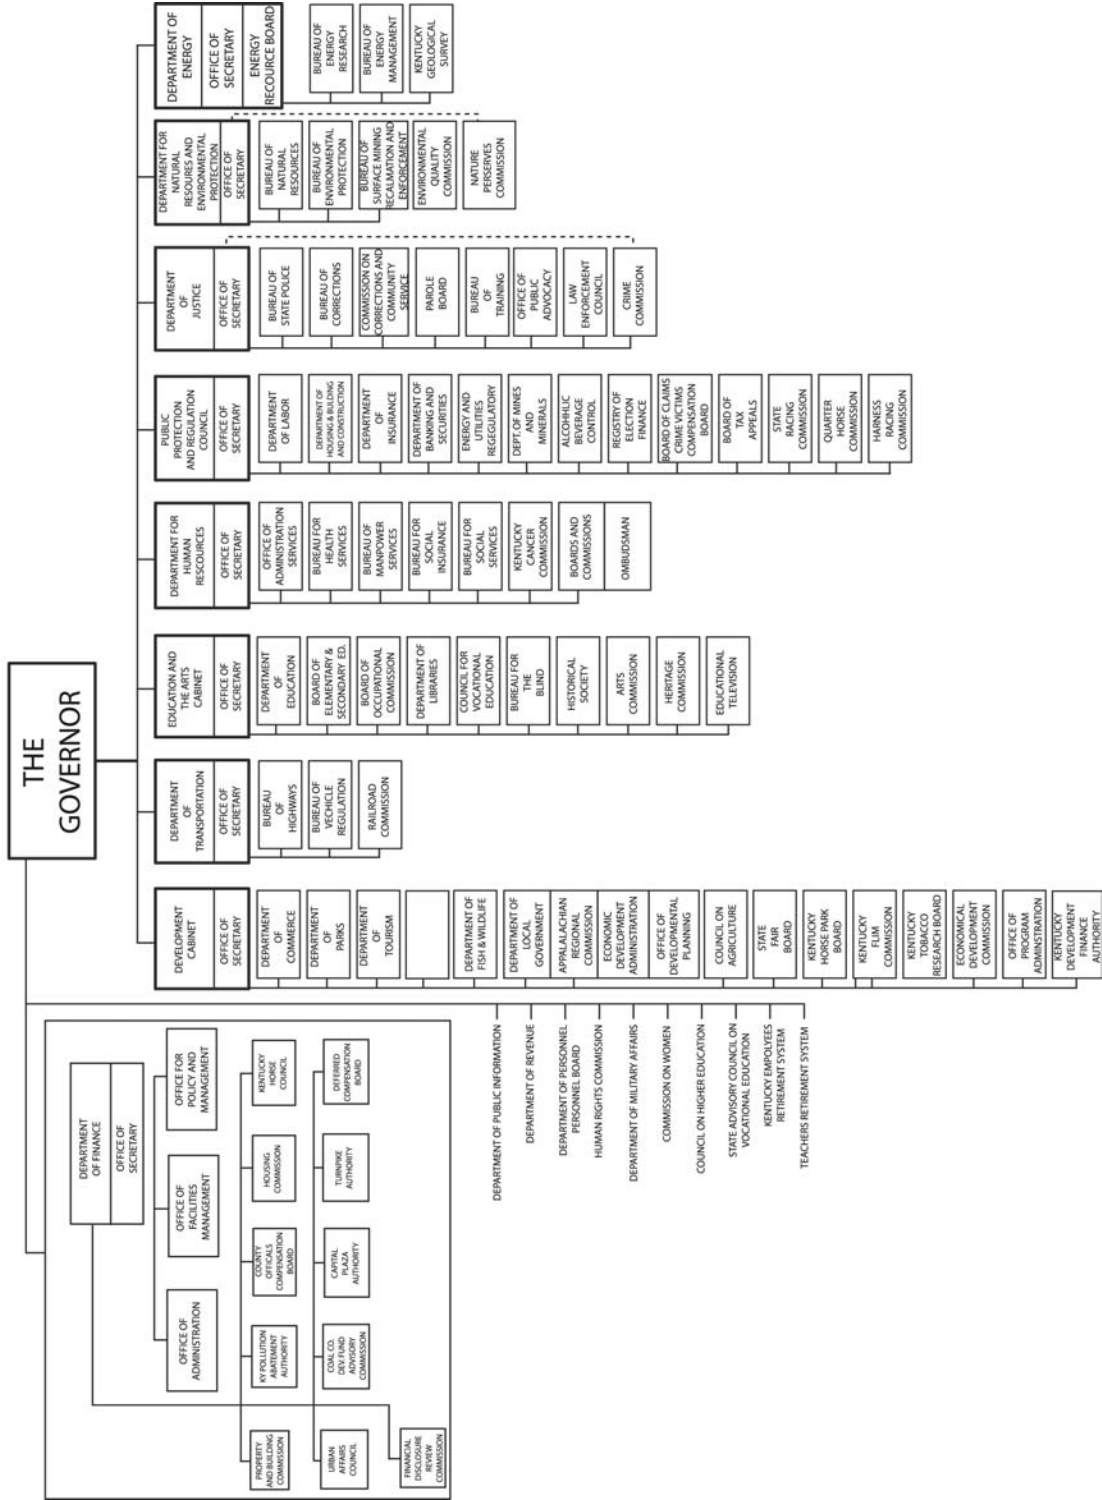 THE
GOVERNOR
DEPARTMENT
OF FINANCE
OFFICE OF
SECRETARY
OFFICE OF
ADMINISTRATION
OFFICE OF
FACILITIES
MANAGEMENT
OFFICE FOR
POLICY AND
MANAGEMENT
PROPERTY
AND BUILDING
COMMISSION
KY POLLUTION
ABATEMENT
AUTHORITY
COUNTY
OFFICALS
COMPENSATION
BOARD
HOUSING
COMMISSION
KENTUCKY
HORSE
COUNCIL
URBAN
AFFAIRS
COUNCIL
COAL CO.
DEV. FUND
ADVISORY
COMMISSION
CAPITAL
PLAZA
AUTHORITY
TURNPIKE
AUTHORITY
DEFERRED
COMPENSATION
BOARD
FINANCIAL
DISCLOSURE
REVIEW
COMMISSION
DEPARTMENT OF PUBLIC INFORMATION
DEPARTMENT OF REVENUE
DEPARTMENT OF PERSONNEL
PERSONNEL BOARD
HUMAN RIGHTS COMMISSION
DEPARTMENT OF MILITARY AFFAIRS
COMMISSION ON WOMEN
COUNCIL ON HIGHER EDUCATION
STATE ADVISORY COUNCIL ON
VOCATIONAL EDUCATION
KENTUCKY EMPOLYEES
RETIREMENT SYSTEM
TEACHERS RETIREMENT SYSTEM
DEVELOPMENT
CABINET
OFFICE OF
SECRETARY
DEPARTMENT
OF
COMMERCE
DEPARTMENT
OF
PARKS
DEPARTMENT
OF
TOURISM
DEPARTMENT OF
FISH & WILDLIFE
DEPARTMENT OF
LOCAL
GOVERNMENT
APPALALACHIAN
REGIONAL
COMMISSION
ECONOMIC
DEVELOPMENT
ADMINISTRATION
OFFICE OF
DEVELOPMENTAL
PLANNING
COUNCIL ON
AGRICULTURE
STATE
FAIR
BOARD
KENTUCKY
HORSE PARK
BOARD
KENTUCKY
FLIM
COMMISSION
KENTUCKY
TOBACCO
RESEARCH BOARD
ECONOMICAL
DEVELOPMENT
COMMISSION
OFFICE OF
PROGRAM
ADMINSTRATION
KENTUCKY
DEVELOPMENT
FINANCE
AUTHORITY
DEPARTMENT
OF
TRANSPORTATION
OFFICE OF
SECRETARY
BUREAU
OF
HIGHWAYS
BUREAU OF
VECHICLE
REGULATION
RAILROAD
COMMISSION
EDUCATION AND
THE ARTS
CABINET
OFFICE OF
SECRETARY
DEPARTMENT
OF
EDUCATION
BOARD OF
ELEMENTARY &
SECONDARY ED.
BOARD OF
OCCUPATIONAL
COMMISSION
DEPARTMENT OF
LIBRARIES
COUNCIL FOR
VOCATIONAL
EDUCATION
BUREAU FOR
THE
BLIND
HISTORICAL
SOCIETY
ARTS
COMMISSION
HERITAGE
COMMISSION
EDUCATIONAL
TELEVISION
DEPARTMENT FOR
HUMAN
RESCOURCES
OFFICE OF
SECRETARY
OFFICE OF
ADMINISTRATION
SERVICES
BUREAU FOR
HEALTH
SERVICES
BUREAU OF
MANPOWER
SERVICES
BUREAU FOR
SOCIAL
INSURANCE
BUREAU FOR
SOCIAL
SERVICES
KENTUCKY
CANCER
COMMISSION
BOARDS AND
COMMISSIONS
OMBUDSMAN
PUBLIC
PROTECTION
AND REGULATION
COUNCIL
OFFICE OF
SECRETARY
DEPARTMENT
OF LABOR
DEPARTMENT OF
HOUSING & BUILDING
AND CONSTRUCTION
DEPARTMENT
OF
INSURANCE
DEPARTMENT OF
BANKING AND
SECURITIES
ENERGY AND
UTILITIES
REGEGULATORY
DEPT. OF MINES
AND
MINERALS
ALCOHHLIC
BEVERAGE
CONTROL
REGISTRY OF
ELECTION
FINANCE
BOARD OF CLAIMS
CRIME VICTIMS
COMPENSATION
BOARD
BOARD OF
TAX
APPEALS
STATE
RACING
COMMISSION
QUARTER
HORSE
COMMISSION
HARNESS
RACING
COMMISSION
DEPARTMENT
OF
JUSTICE
OFFICE OF
SECRETARY
BUREAU OF
STATE POLICE
BUREAU OF
CORRECTIONS
COMMISSION ON
CORRECTIONS AND
COMMUNITY
SERVICE
PAROLE
BOARD
BUREAU
OF
TRAINING
OFFICE OF
PUBLIC
ADVOCACY
LAW
ENFORCEMENT
COUNCIL
CRIME
COMMISSION
DEPARTMENT FOR
NATURAL
RESOURES AND
ENVIRONMENTAL
PROTECTION
OFFICE OF
SECRETARY
BUREAU OF
NATURAL
RESOURCES
BUREAU OF
ENVIRONMENTAL
PROTECTION
BUREAU OF
SURFACE MINING
RECALMATION AND
ENFORCEMENT
ENVIRONMENTAL
QUALITY
COMMISSION
NATURE
PERSERVES
COMMISSION
DEPARTMENT OF
ENERGY
OFFICE OF
SECRETARY
ENERGY
RECOURCE BOARD
BUREAU OF
ENERGY
RESEARCH
BUREAU OF
ENERGY
MANAGEMENT
KENTUCKY
GEOLOGICAL
SURVEY